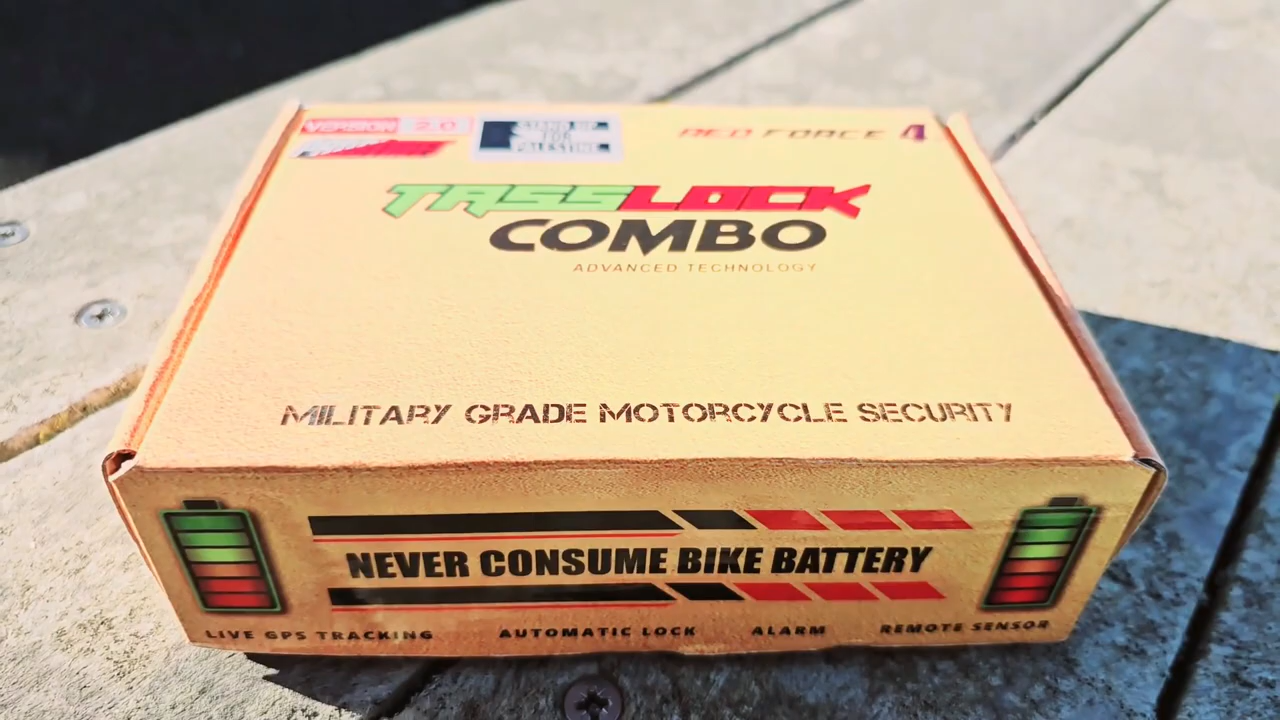 VERSION 2.0
STAND UP
FOR
PALESTINE
RED FORCE 4
TASSLOCK
COMBO
ADVANCED TECHNOLOGY
MILITARY GRADE MOTORCYCLE SECURITY
NEVER CONSUME BIKE BATTERY
LIVE GPS TRACKING AUTOMATIC LOCK ALARM REMOTE SENSOR